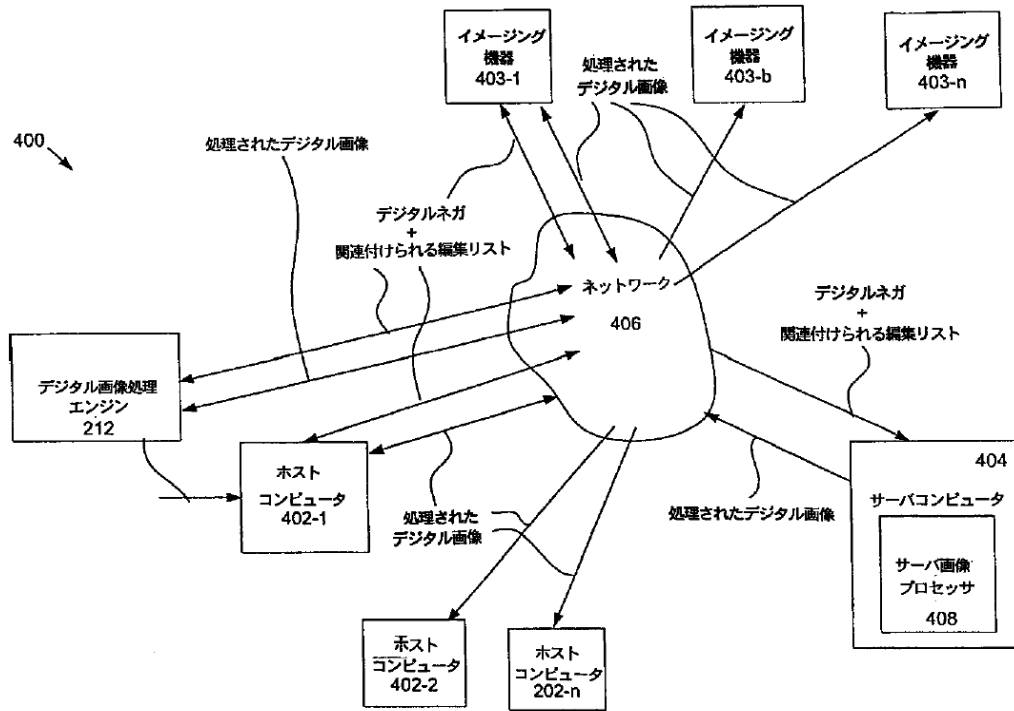 イメージング
機器
403-1
イメージング
機器
403-b
イメージング
機器
403-n
処理された
デジタル画像
400
処理されたデジタル画像
デジタルネガ
+
関連付けられる編集リスト
ネットワーク
406
デジタルネガ
+
関連付けられる編集リスト
デジタル画像処理
エンジン
212
ホスト
コンピュータ
402-1
処理された
デジタル画像
処理されたデジタル画像
404
サーバコンピュータ
サーバ画像
プロセッサ
408
ホスト
コンピュータ
402-2
ホスト
コンピュータ
202-n